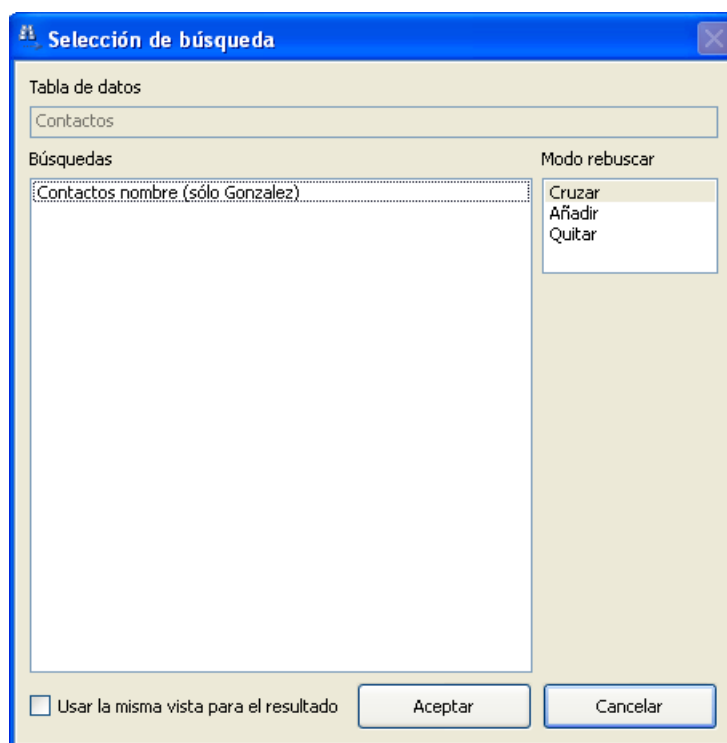 Selección de búsqueda
Tabla de datos
Contactos
Búsquedas
Modo rebuscar
Contactos nombre (sólo Gonzalez)
Cruzar
Añadir
Quitar
Usar la misma vista para el resultado
Aceptar
Cancelar